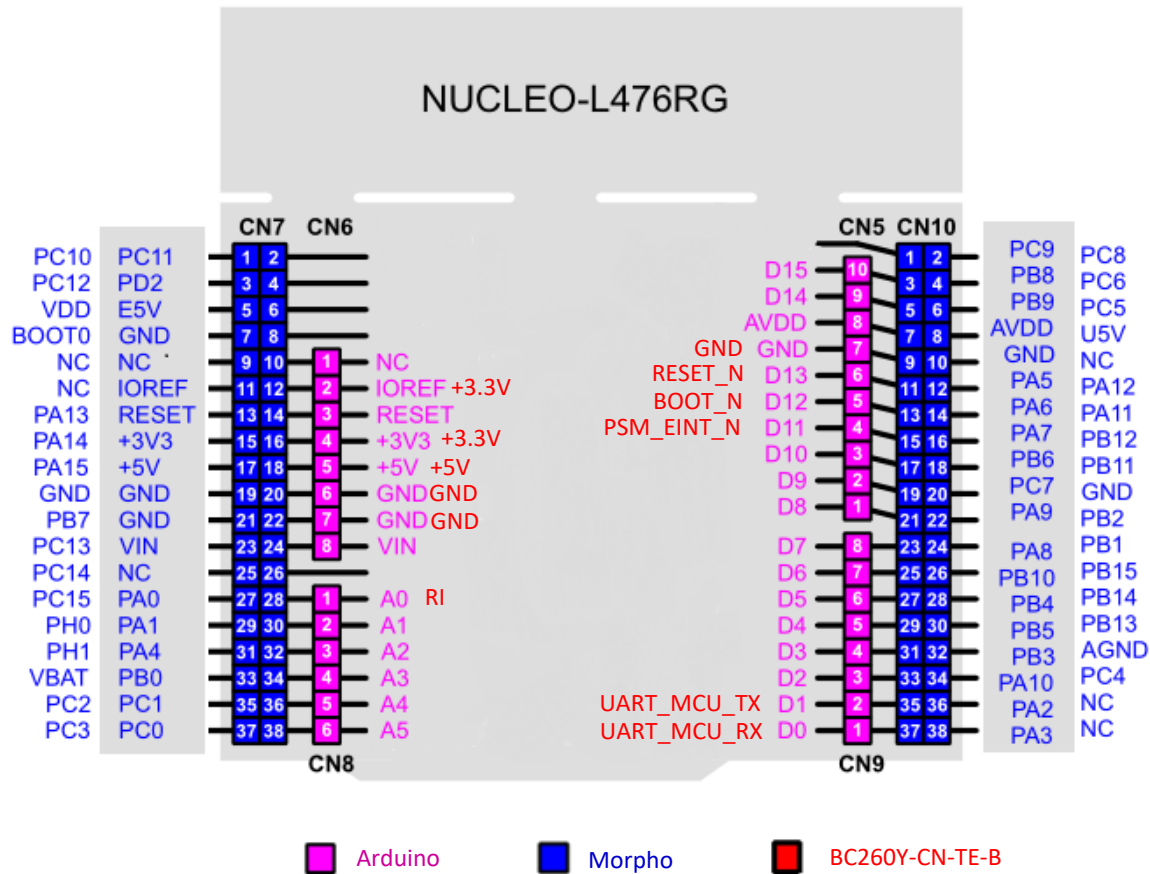 NUCLEO-L476RG
CN7 CN6 CN5 CN10
PC10 PC11 1 2 1 2 PC9 PC8
D15 10
PC12 PD2 3 4 3 4 PB8 PC6
D14 9
VDD E5V 5 6 5 6 PB9 PC5
AVDD 8
BOOT0 GND 7 8 7 8 AVDD U5V
GND GND 7
NC NC 9 10 1 NC 9 10 GND NC
RESET_N D13 6
NC IOREF 11 12 2 IOREF +3.3V 11 12 PA5 PA12
BOOT_N D12 5
PA13 RESET 13 14 3 RESET 13 14 PA6 PA11
PSM_EINT_N D11 4
PA14 +3V3 15 16 4 +3V3 +3.3V 15 16 PA7 PB12
D10 3
PA15 +5V 17 18 5 +5V +5V 17 18 PB6 PB11
D9 2
GND GND 19 20 6 GND GND 19 20 PC7 GND
D8 1
PB7 GND 21 22 7 GND GND 21 22 PA9 PB2
PC13 VIN 23 24 8 VIN D7 8 23 24 PA8 PB1
PC14 NC 25 26 D6 7 25 26 PB10 PB15
PC15 PA0 27 28 1 A0 RI D5 6 27 28 PB4 PB14
PH0 PA1 29 30 2 A1 D4 5 29 30 PB5 PB13
PH1 PA4 31 32 3 A2 D3 4 31 32 PB3 AGND
VBAT PB0 33 34 4 A3 D2 3 33 34 PA10 PC4
PC2 PC1 35 36 5 A4 UART_MCU_TX D1 2 35 36 PA2 NC
PC3 PC0 37 38 6 A5 UART_MCU_RX D0 1 37 38 PA3 NC
CN8 CN9
Arduino Morpho BC260Y-CN-TE-B